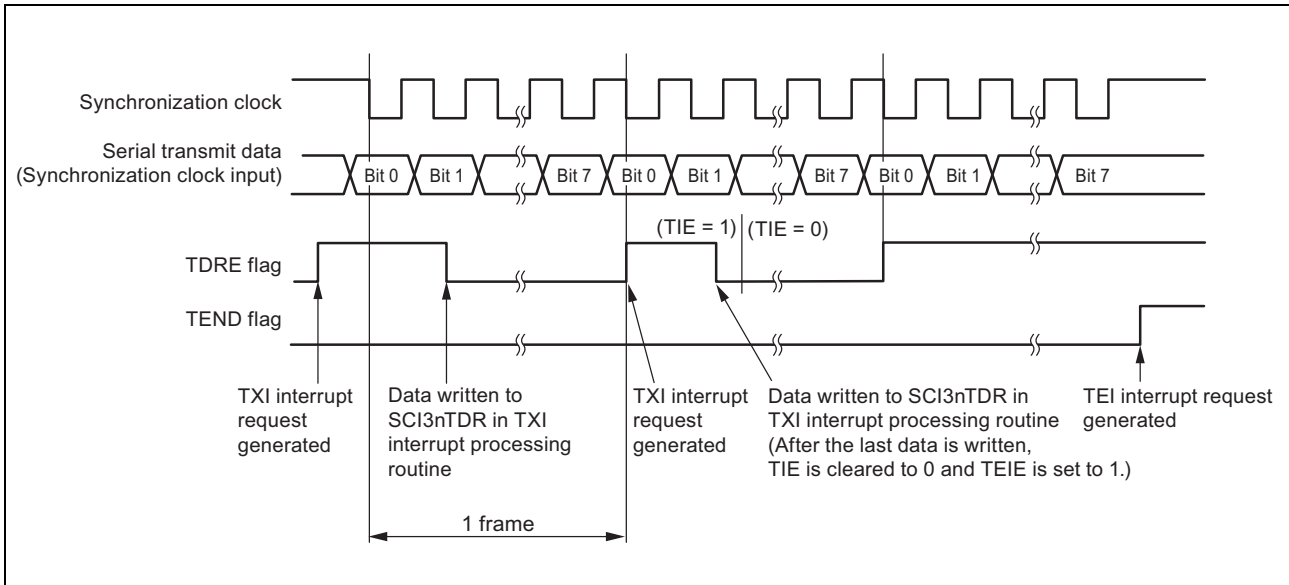 Synchronization clock
Serial transmit data
(Synchronization clock input)
Bit 0 Bit 1 Bit 7 Bit 0 Bit 1 Bit 7 Bit 0 Bit 1 Bit 7
(TIE = 1) (TIE = 0)
TDRE flag
TEND flag
TXI interrupt
request
generated
Data written to
SCI3nTDR in TXI
interrupt processing
routine
TXI interrupt
request
generated
Data written to SCI3nTDR in
TXI interrupt processing routine
(After the last data is written,
TIE is cleared to 0 and TEIE is set to 1.)
TEI interrupt request
generated
1 frame